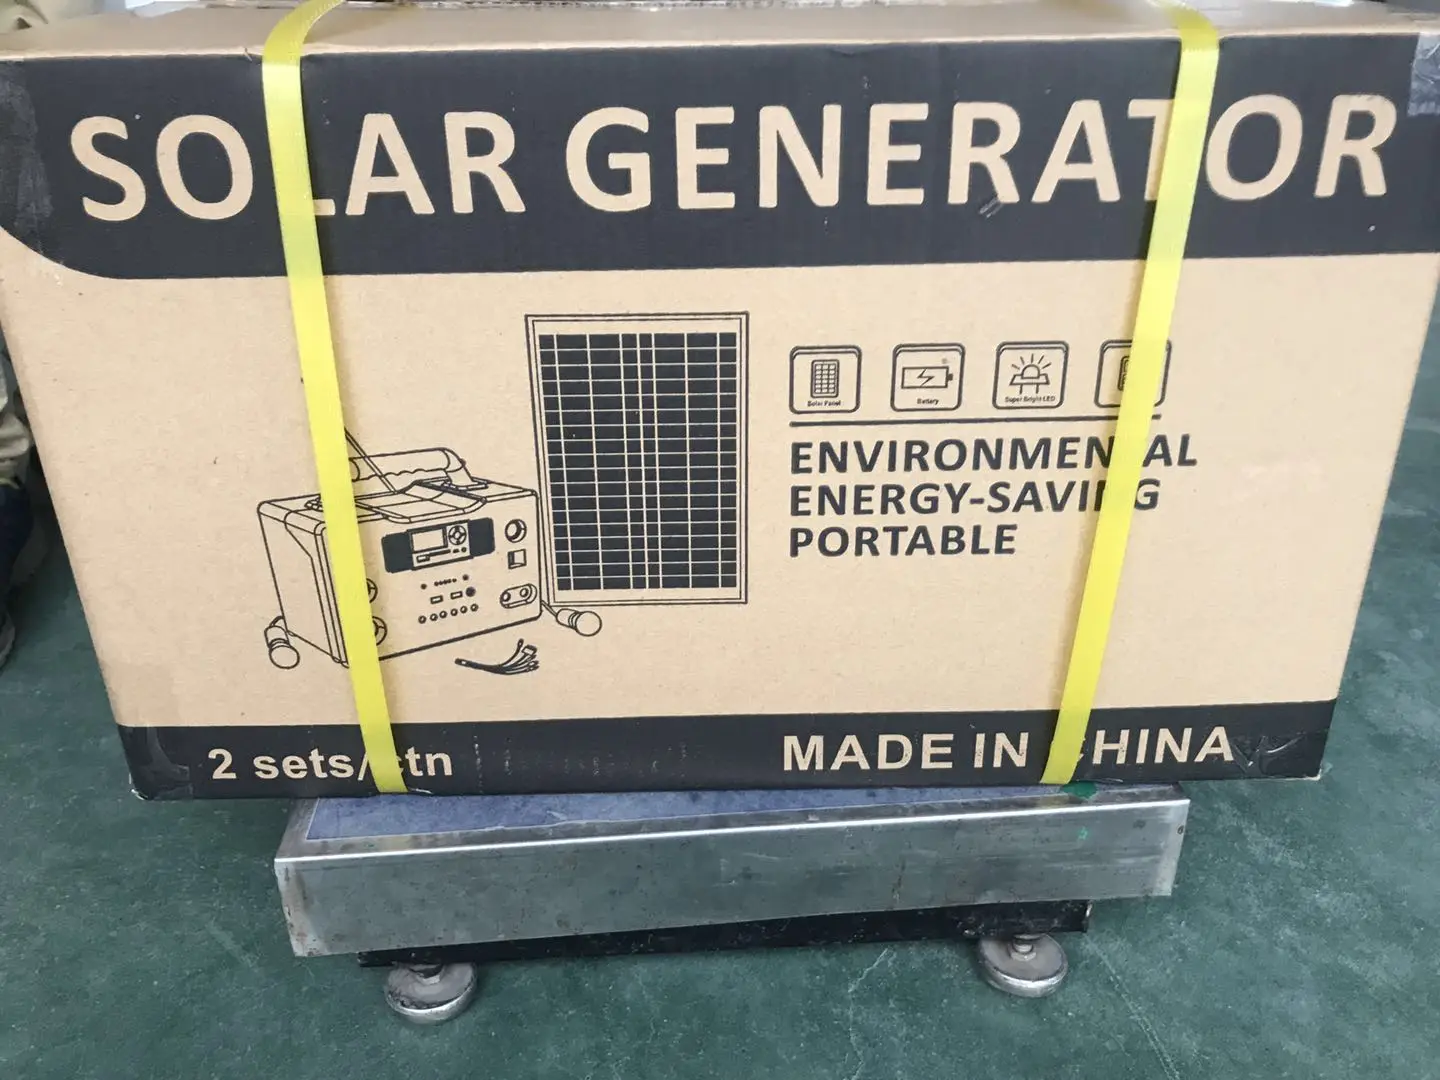 SOLAR GENERATOR
Solar Panel
Battery
Super Bright LED
ENVIRONMENTAL
ENERGY-SAVING
PORTABLE
2 sets/ctn
MADE IN CHINA